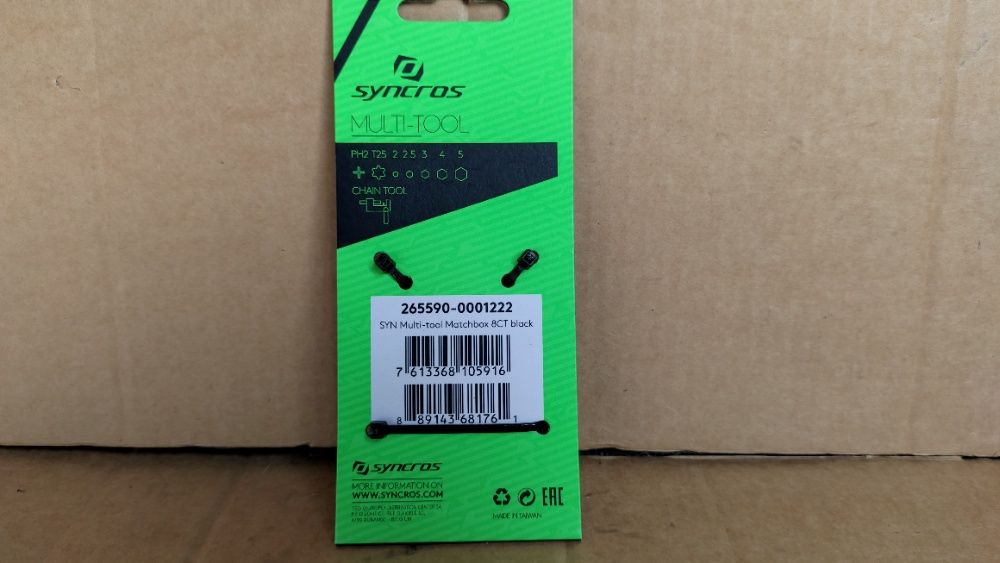 syncros
MULTI-TOOL
PH2 T25 2 2.5 3 4 5
CHAIN TOOL
265590-0001222
SYN Multi-tool Matchbox 8CT black
7 613368 105916
8 89143 68176 1
syncros
MORE INFORMATION ON
WWW.SYNCROS.COM
EAC
MADE IN TAIWAN